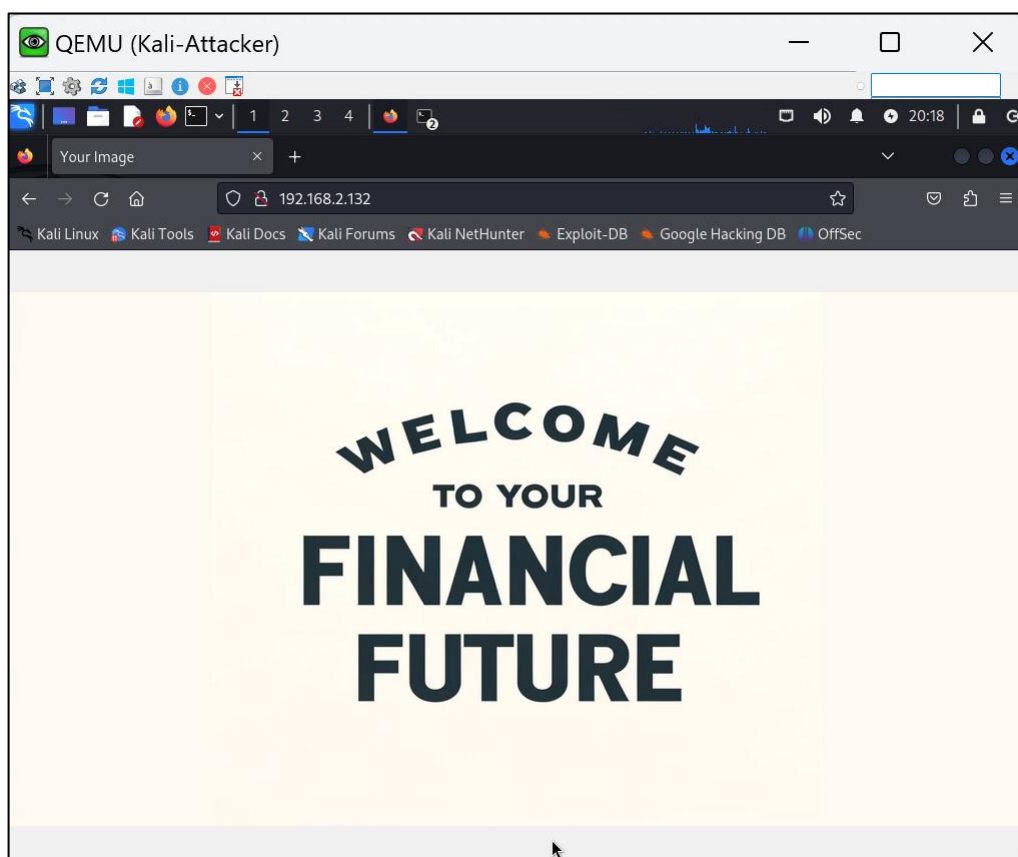 QEMU (Kali-Attacker)
1 2 3 4 2 20:18
Your Image
192.168.2.132
Kali Linux Kali Tools Kali Docs Kali Forums Kali NetHunter Exploit-DB Google Hacking DB OffSec
WELCOME
TO YOUR
FINANCIAL
FUTURE